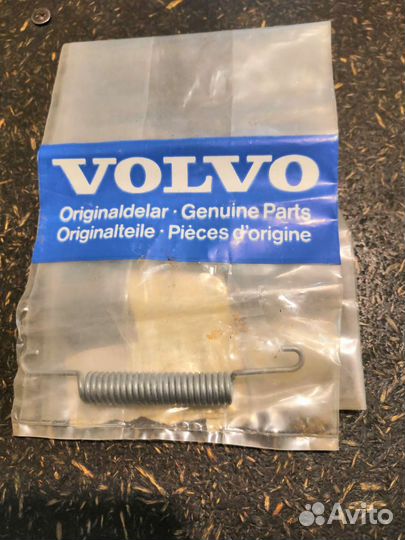 VOLVO
Originaldelar · Genuine Parts
Originalteile · Pièces d'origine
Avito